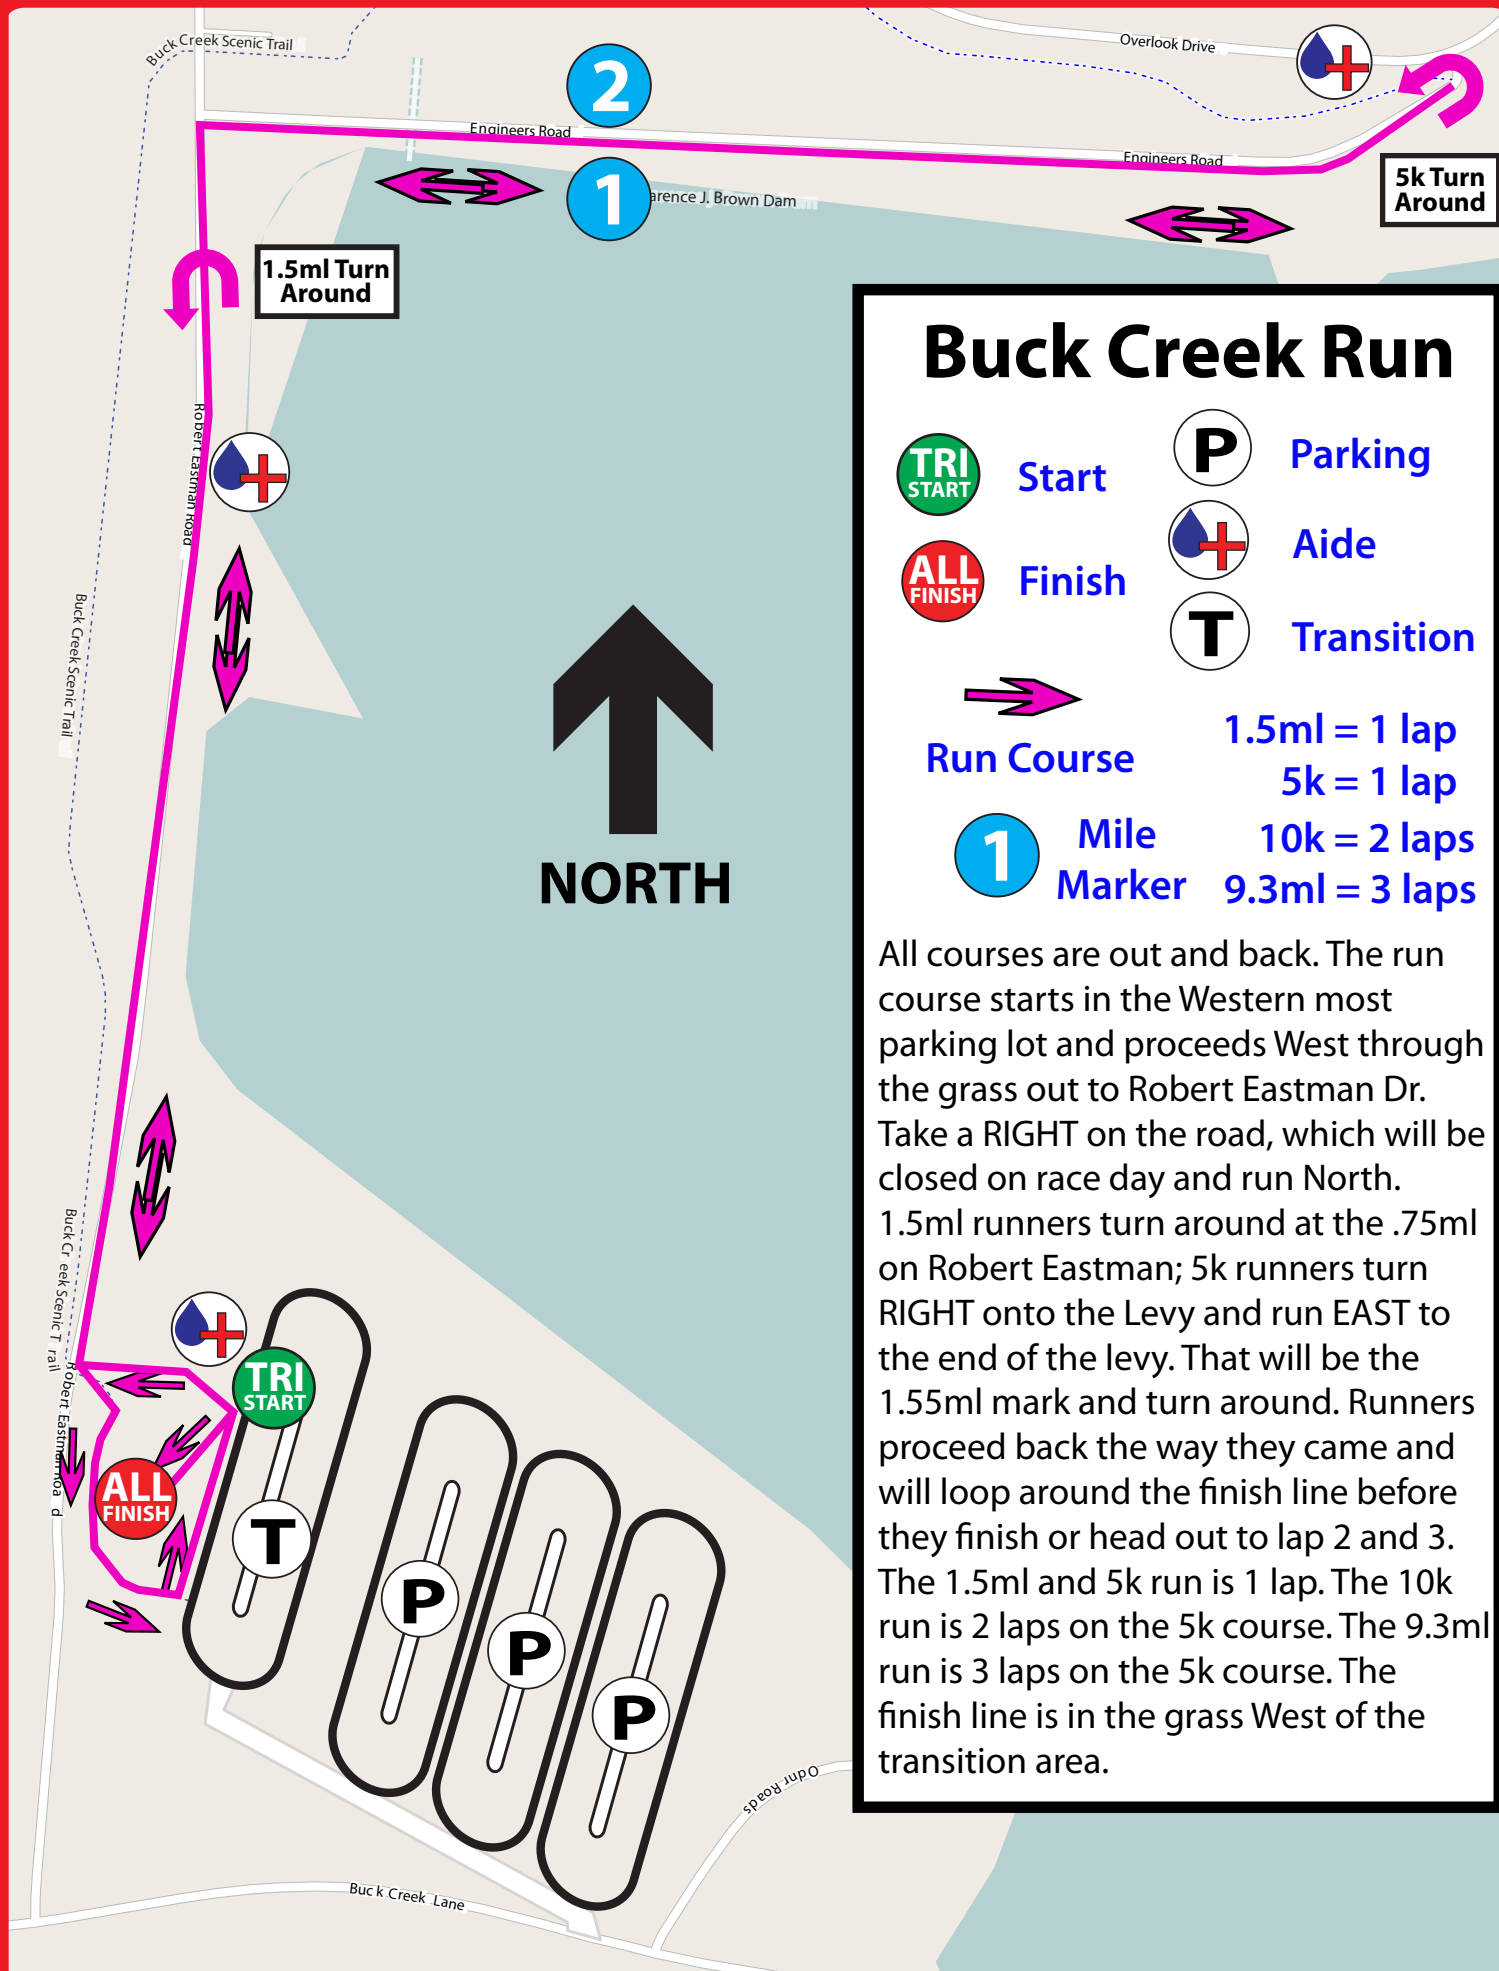 Buck Creek Scenic Trail
Overlook Drive
2
Engineers Road
Engineers Road
1
arence J. Brown Dam
5k Turn
Around
1.5ml Turn
Around
Robert Eastman Road
Buck Creek Scenic Trail
NORTH
Buck Creek Run
TRI
START
Start
P
Parking
Aide
ALL
FINISH
Finish
T
Transition
Run Course
1.5ml = 1 lap
5k = 1 lap
10k = 2 laps
9.3ml = 3 laps
1
Mile
Marker
All courses are out and back. The run
course starts in the Western most
parking lot and proceeds West through
the grass out to Robert Eastman Dr.
Take a RIGHT on the road, which will be
closed on race day and run North.
1.5ml runners turn around at the .75ml
on Robert Eastman; 5k runners turn
RIGHT onto the Levy and run EAST to
the end of the levy. That will be the
1.55ml mark and turn around. Runners
proceed back the way they came and
will loop around the finish line before
they finish or head out to lap 2 and 3.
The 1.5ml and 5k run is 1 lap. The 10k
run is 2 laps on the 5k course. The 9.3ml
run is 3 laps on the 5k course. The
finish line is in the grass West of the
transition area.
Buck Cr eek Scenic T rail
Robert Eastman Roa d
TRI
START
ALL
FINISH
T
P
P
P
Odnr Roads
Buck Creek Lane